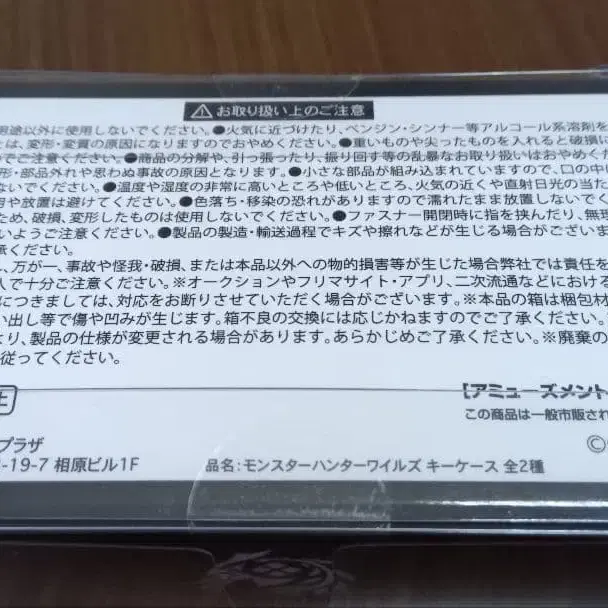 ⚠お取り扱い上のご注意
用途以外に使用しないでください。●火気に近づけたり、ベンジン・シンナー等アルコール系溶剤を
とは、変形・変質の原因になりますのでおやめください。●重いものや尖ったものを入れると破損に
でご注意ください。●商品の分解や、引っ張ったり、振り回す等の乱暴なお取り扱いはおやめくだ
形・部品外れや思わぬ事故の原因となります。●小さな部品が組み込まれていますので、口の中に
ないでください。●温度や湿度の非常に高いところや低いところ、火気の近くや直射日光の当た
用や放置は避けてください。●色落ち・移染の恐れがありますので濡れたまま放置しないでくだ
ため、破損、変形したものは使用しないでください。●ファスナー開閉時に指を挟んだり、無理
いようご注意ください。●製品の製造・輸送過程でキズや擦れなどが生じる場合がございま
承ください。
、万が一、事故や怪我・破損、または本品以外への物的損害等が生じた場合弊社では責任を
入で十分ご注意ください。※オークションやフリマサイト・アプリ、二次流通などにおける
につきましては、対応をお断りさせていただく場合がございます。※本品の箱は梱包材
い出し等で傷や凹みが生じます。箱不良の交換には応じかねますのでご了承ください。
より、製品の仕様が変更される場合があります。あらかじめご了承ください。※廃棄の
従ってください。
【アミューズメント
この商品は一般市販され
プラザ
-19-7 相原ビル1F
品名:モンスターハンターワイルズ キーケース 全2種
©